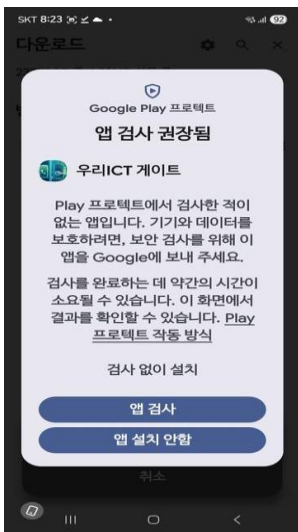 SKT 8:23
92
다운로드
Google Play 프로텍트
앱 검사 권장됨
우리ICT 게이트
Play 프로텍트에서 검사한 적이
없는 앱입니다. 기기와 데이터를
보호하려면, 보안 검사를 위해 이
앱을 Google에 보내 주세요.
검사를 완료하는 데 약간의 시간이
소요될 수 있습니다. 이 화면에서
결과를 확인할 수 있습니다. Play
프로텍트 작동 방식
검사 없이 설치
앱 검사
앱 설치 안함
취소